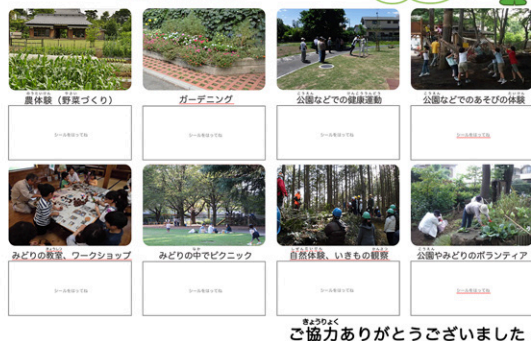 農体験（野菜づくり）
ガーデニング
公園などでの健康運動
公園などでのあそびの体験
シールをはってね
シールをはってね
シールをはってね
シールをはってね
みどりの教室、ワークショップ
みどりの中でピクニック
自然体験、いきもの観察
公園やみどりのボランティア
シールをはってね
シールをはってね
シールをはってね
シールをはってね
ご協力ありがとうございました